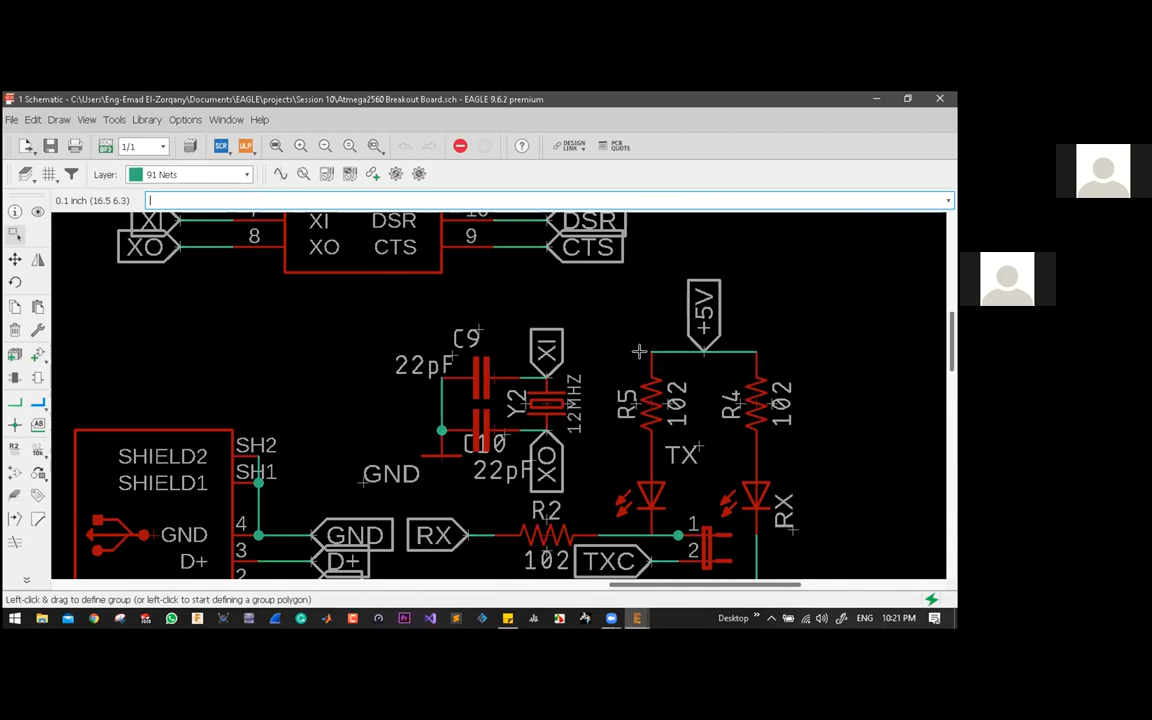 1 Schematic - C:\Users\Eng-Emad El-Zorqany\Documents\EAGLE\projects\Session 10\Atmega2560 Breakout Board.sch - EAGLE 9.6.2 premium
File Edit Draw View Tools Library Options Window Help
1/1 SCR ULP DESIGN LINK PCB QUOTE
Layer: 91 Nets
0.1 inch (16.5 6.3)
XI XI DSR 10 DSR
XO 8 XO CTS 9 CTS
+5V
C9 XI
22pF
Y2 12MHZ R5 102 R4 102
C10
GND 22pF XO TX
SHIELD2 SH2
SHIELD1 SH1
RX
R2
GND 4 GND RX 1
D+ 3 D+ 102 TXC 2
2
Left-click & drag to define group (or left-click to start defining a group polygon)
Desktop ENG 10:21 PM